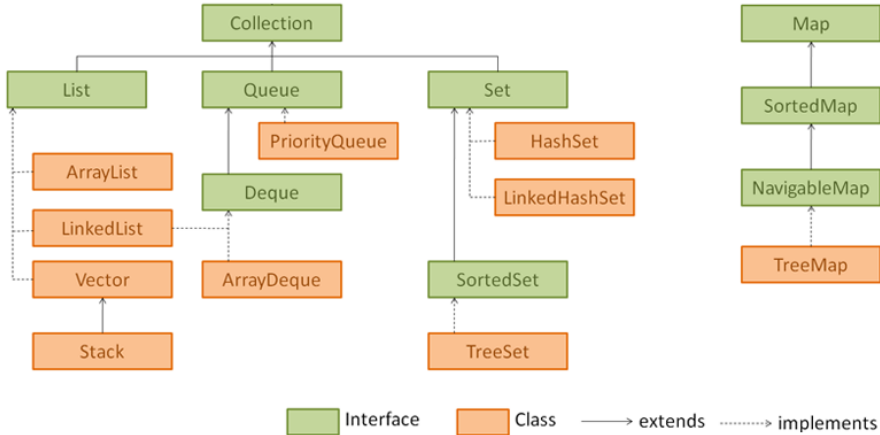 Collection
Map
List
Queue
Set
SortedMap
PriorityQueue
HashSet
ArrayList
Deque
LinkedHashSet
NavigableMap
LinkedList
Vector
ArrayDeque
SortedSet
TreeMap
Stack
TreeSet
Interface
Class
extends
implements